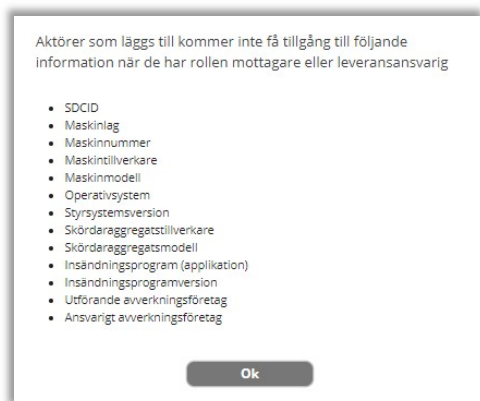 Aktörer som läggs till kommer inte få tillgång till följande
information när de har rollen mottagare eller leveransansvarig
SDCID
Maskinlag
Maskinnummer
Maskintillverkare
Maskinmodell
Operativsystem
Styrsystemsversion
Skördaraggregatstillverkare
Skördaraggregatsmodell
Insändningsprogram (applikation)
Insändningsprogramversion
Utförande avverkningsföretag
Ansvarigt avverkningsföretag
Ok